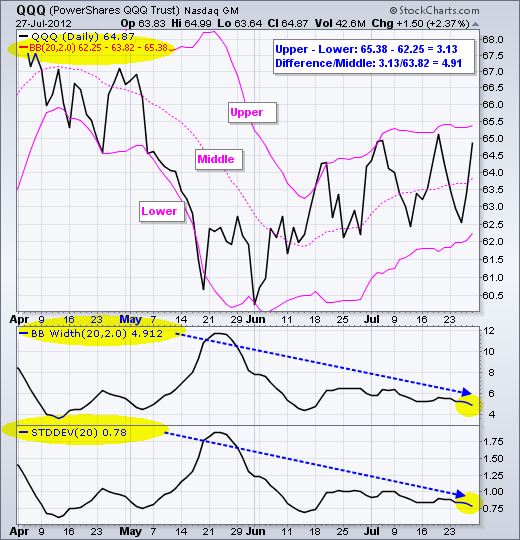 QQQ (PowerShares QQQ Trust) Nasdaq GM © StockCharts.com
27-Jul-2012 Op 63.83 Hi 64.99 Lo 63.64 Cl 64.87 Vol 42.6M Chg +1.50 (+2.37%)
QQQ (Daily) 64.87
BB(20,2.0) 62.25 - 63.82 - 65.38
Upper - Lower: 65.38 - 62.25 = 3.13
Difference/Middle: 3.13/63.82 = 4.91
68.0
67.5
67.0
66.5
66.0
65.5
65.0
64.5
64.0
63.5
63.0
62.5
62.0
61.5
61.0
60.5
Upper
Middle
Lower
Apr 9 16 23 May 7 14 21 Jun 11 18 25 Jul 9 16 23
BB Width(20,2.0) 4.912
12
10
8
6
4
STDDEV(20) 0.78
1.75
1.50
1.25
1.00
0.75
Apr 9 16 23 May 7 14 21 Jun 11 18 25 Jul 9 16 23